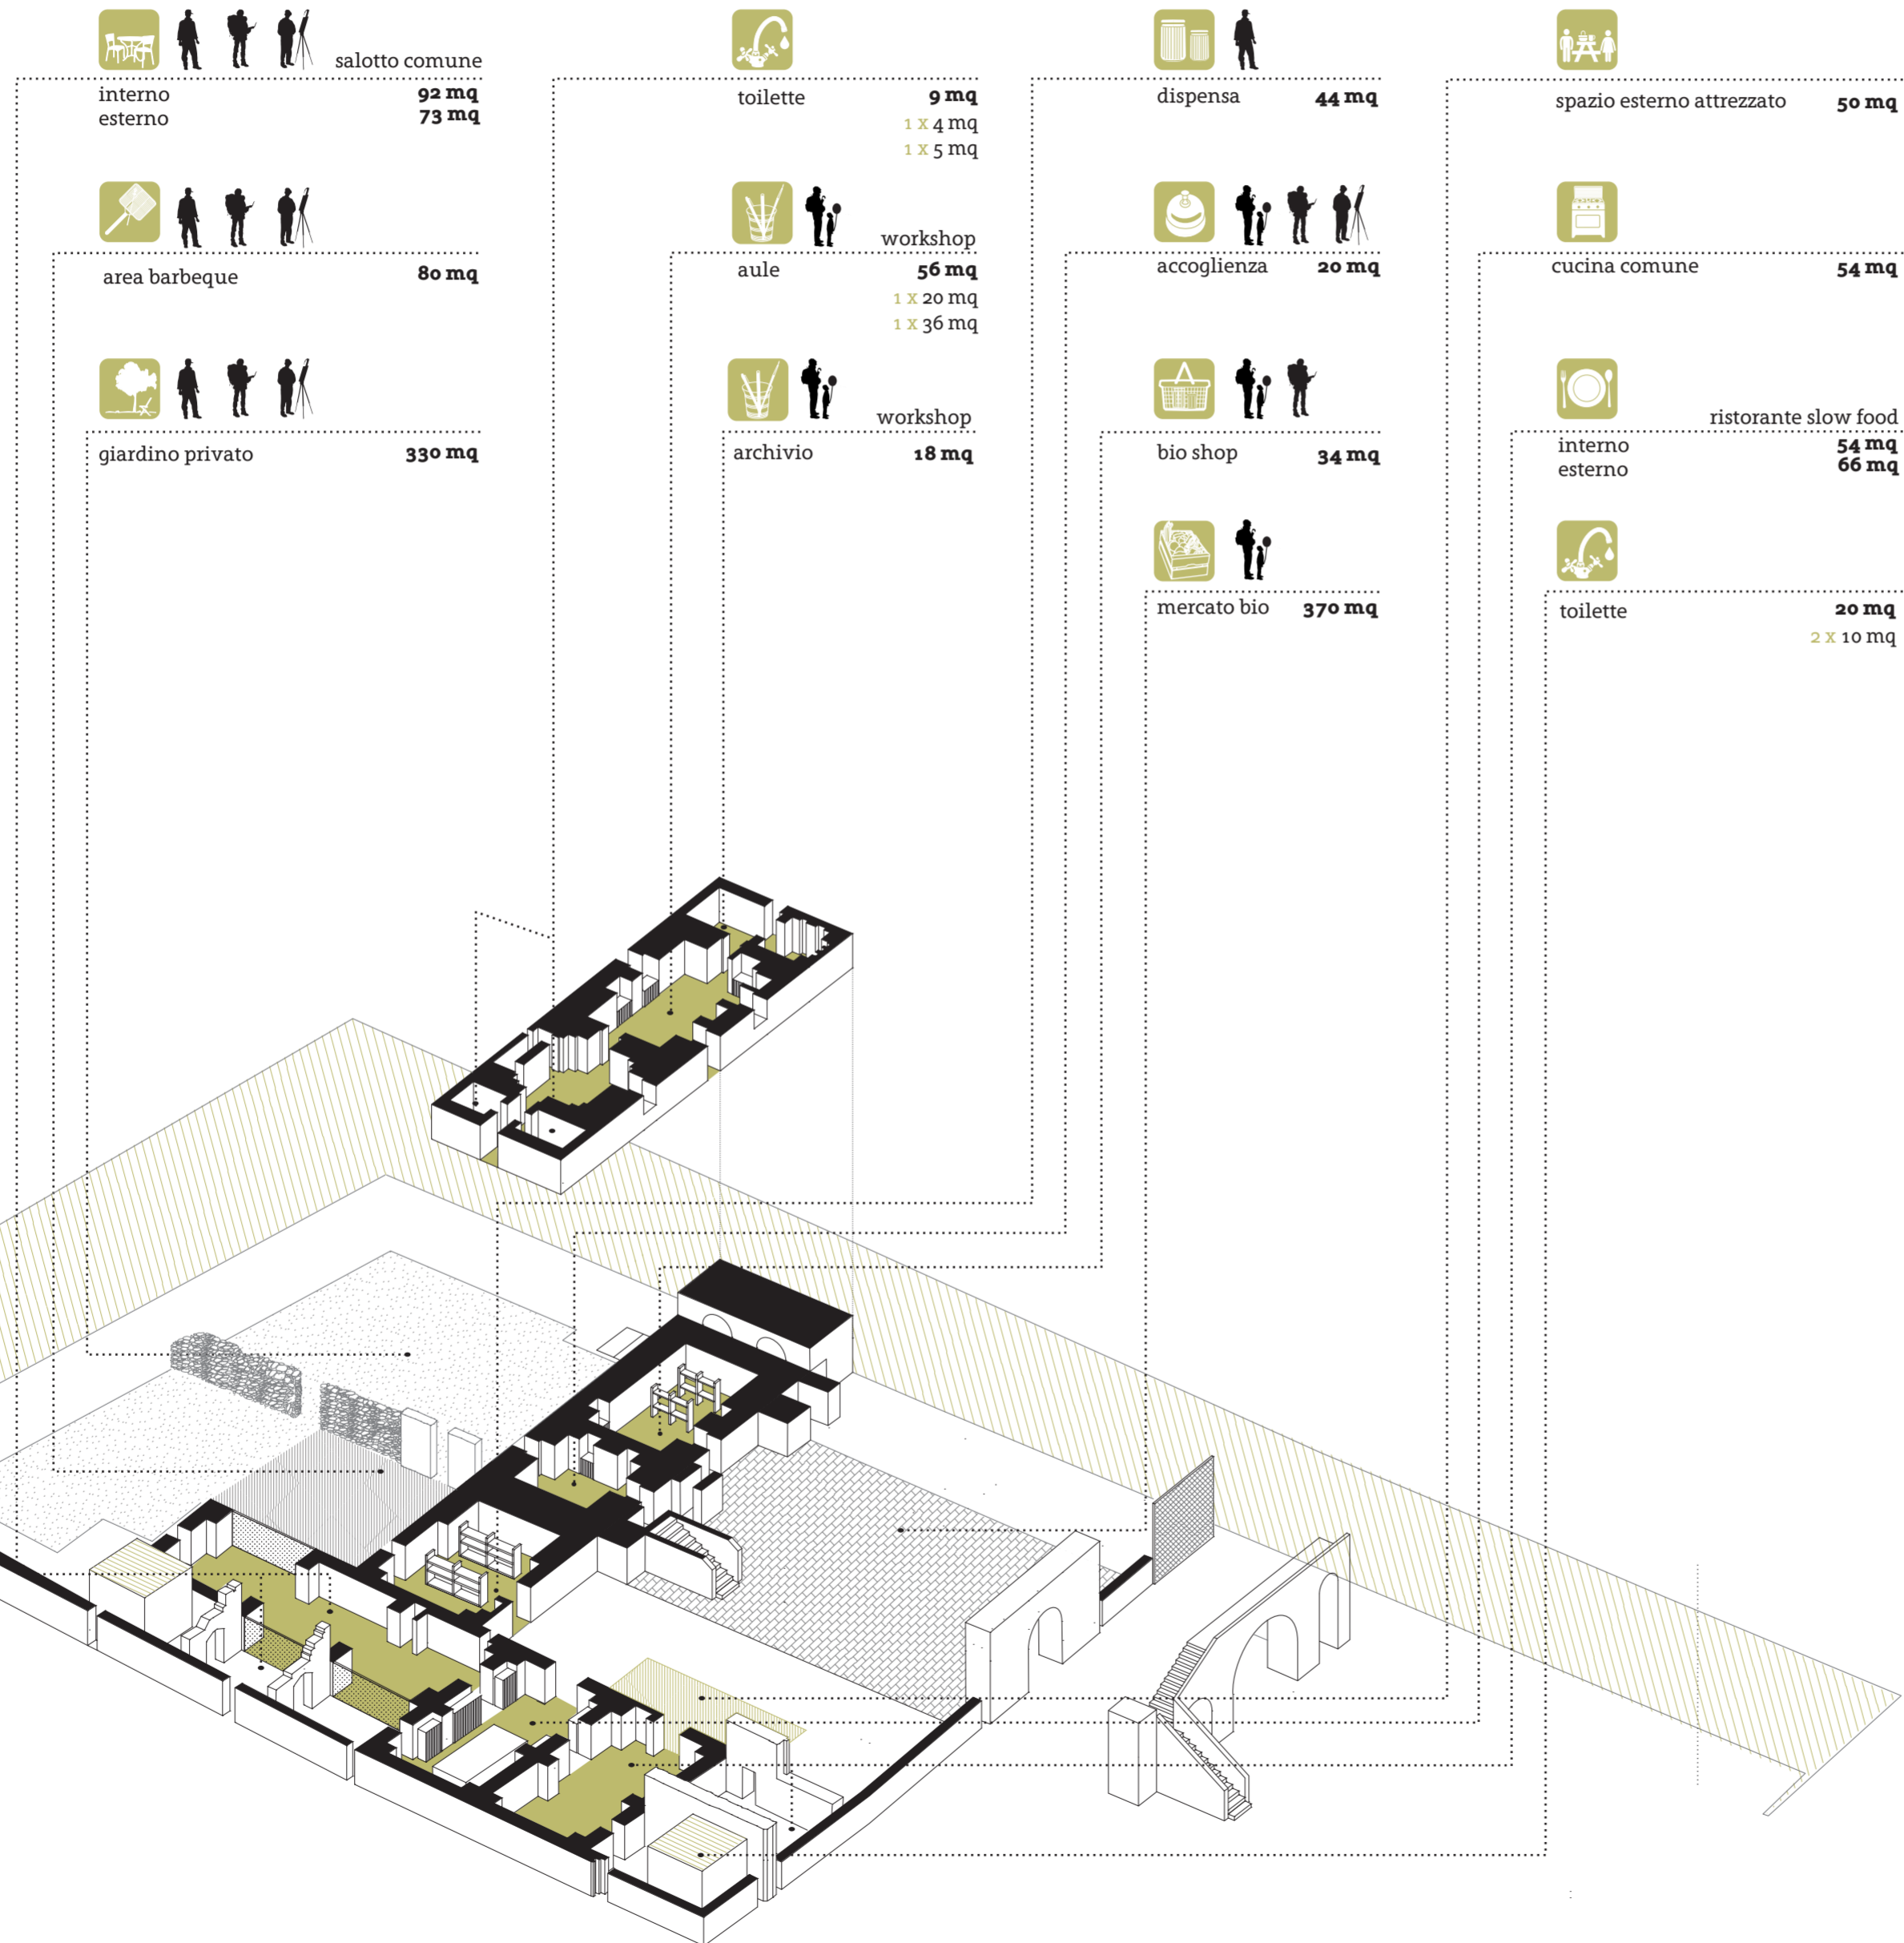 salotto comune
interno 92 mq
esterno 73 mq
area barbeque 80 mq
giardino privato 330 mq
toilette 9 mq
1 x 4 mq
1 x 5 mq
workshop
aule 56 mq
1 x 20 mq
1 x 36 mq
workshop
archivio 18 mq
dispensa 44 mq
accoglienza 20 mq
bio shop 34 mq
mercato bio 370 mq
spazio esterno attrezzato 50 mq
cucina comune 54 mq
ristorante slow food
interno 54 mq
esterno 66 mq
toilette 20 mq
2 x 10 mq